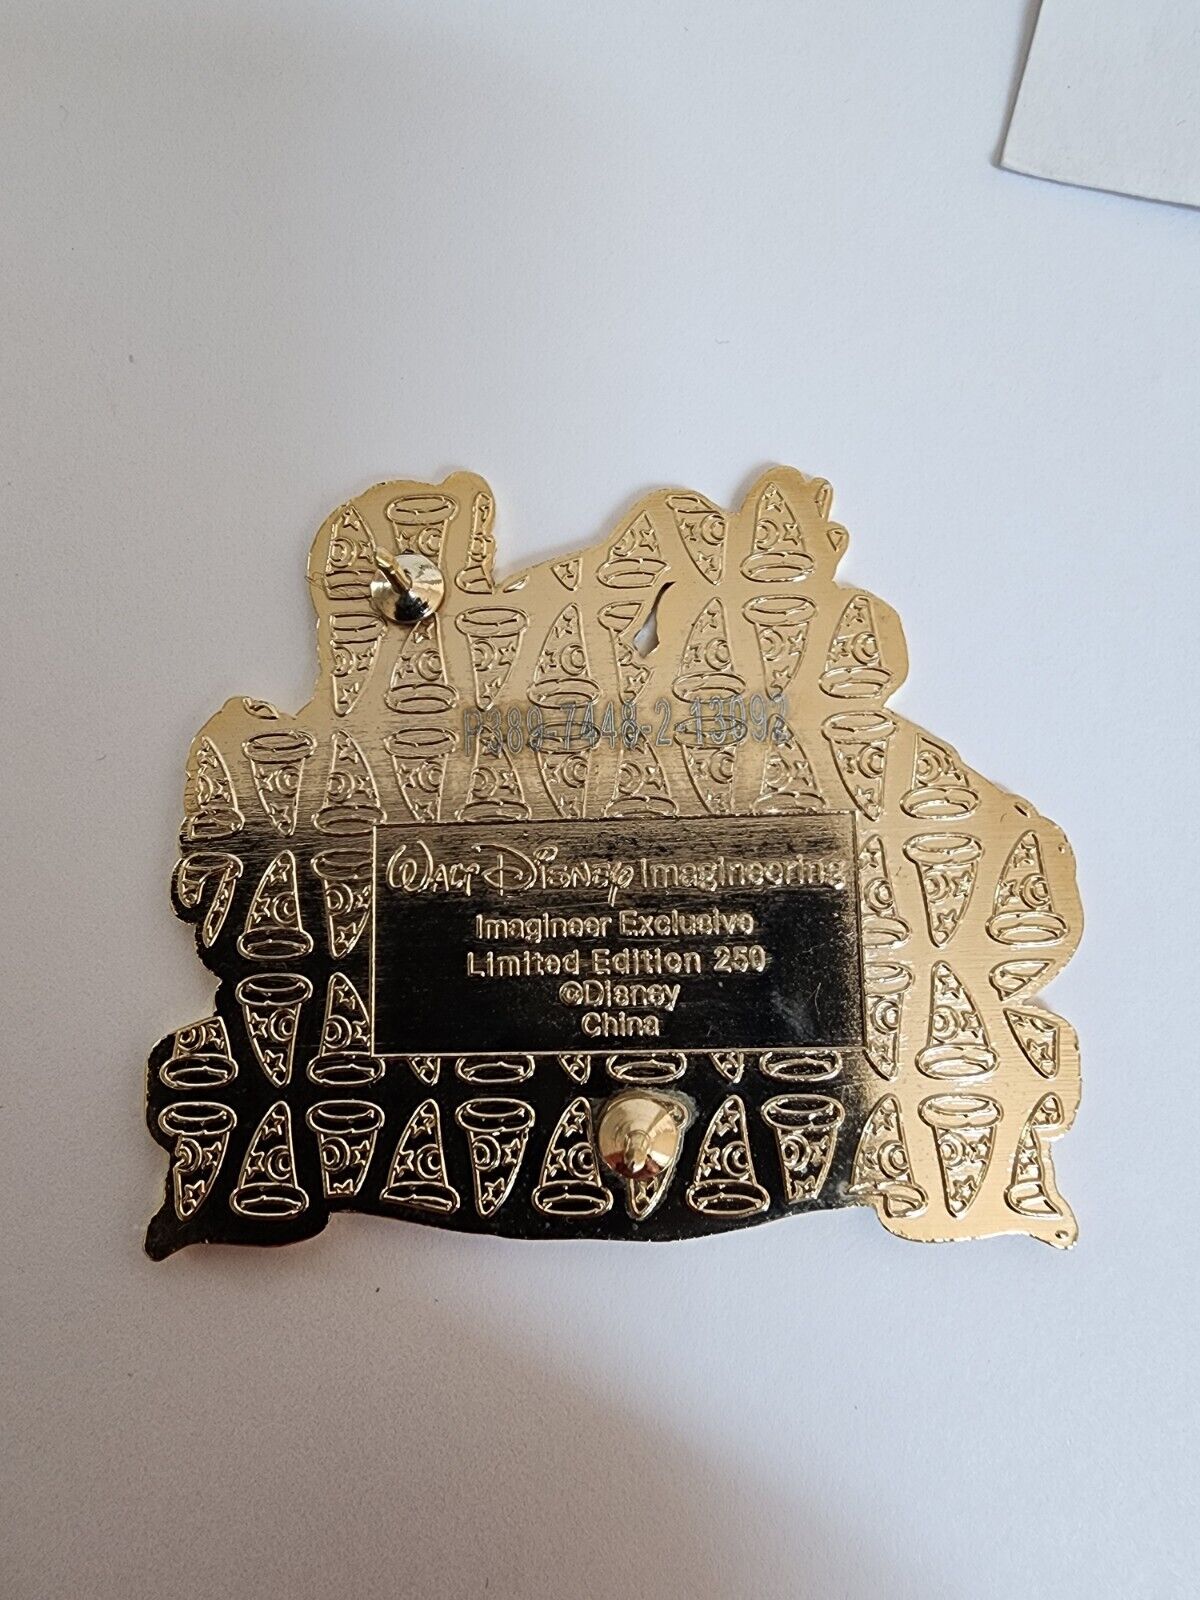 P389-7448-2-13092
Walt Disney Imagineering
Imagineer Exclusive
Limited Edition 250
©Disney
China